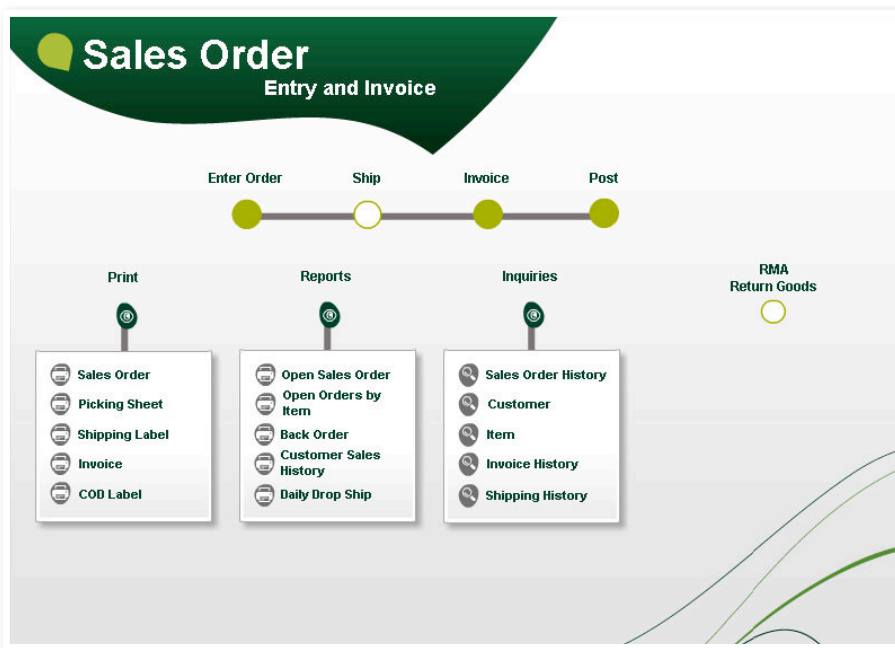 Sales Order
Entry and Invoice
Enter Order
Ship
Invoice
Post
Print
Reports
Inquiries
RMA
Return Goods
Sales Order
Picking Sheet
Shipping Label
Invoice
COD Label
Open Sales Order
Open Orders by
Item
Back Order
Customer Sales
History
Daily Drop Ship
Sales Order History
Customer
Item
Invoice History
Shipping History